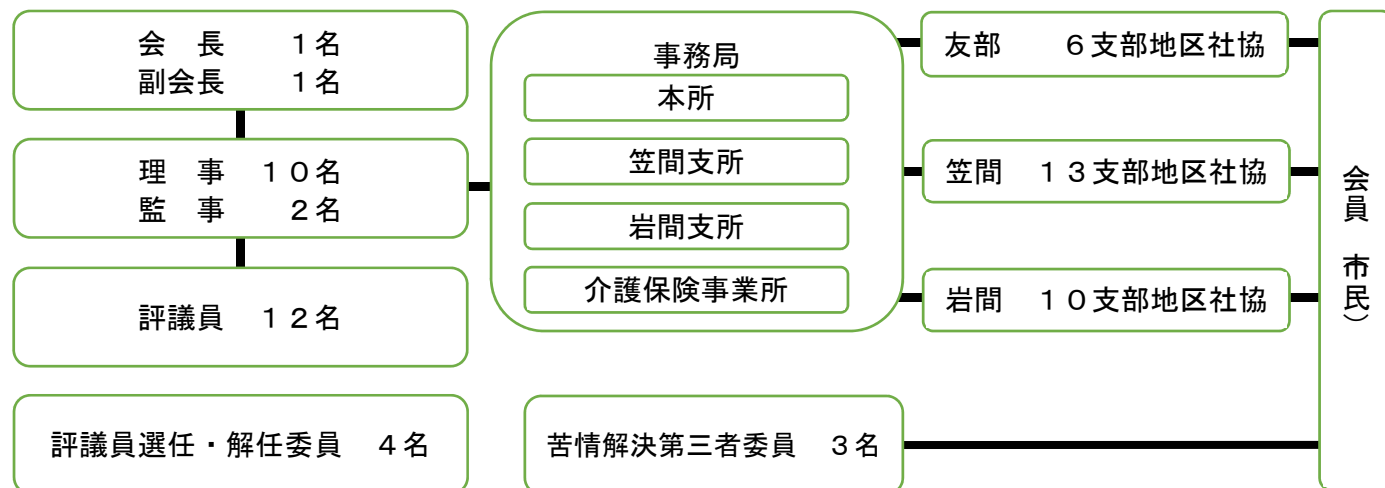 会　長　　１名
副会長　　１名
理　事　１０名
監　事　　２名
評議員　１２名
評議員選任・解任委員　４名
事務局
本所
笠間支所
岩間支所
介護保険事業所
苦情解決第三者委員　３名
友部　　６支部地区社協
笠間　１３支部地区社協
岩間　１０支部地区社協
会員　市民）